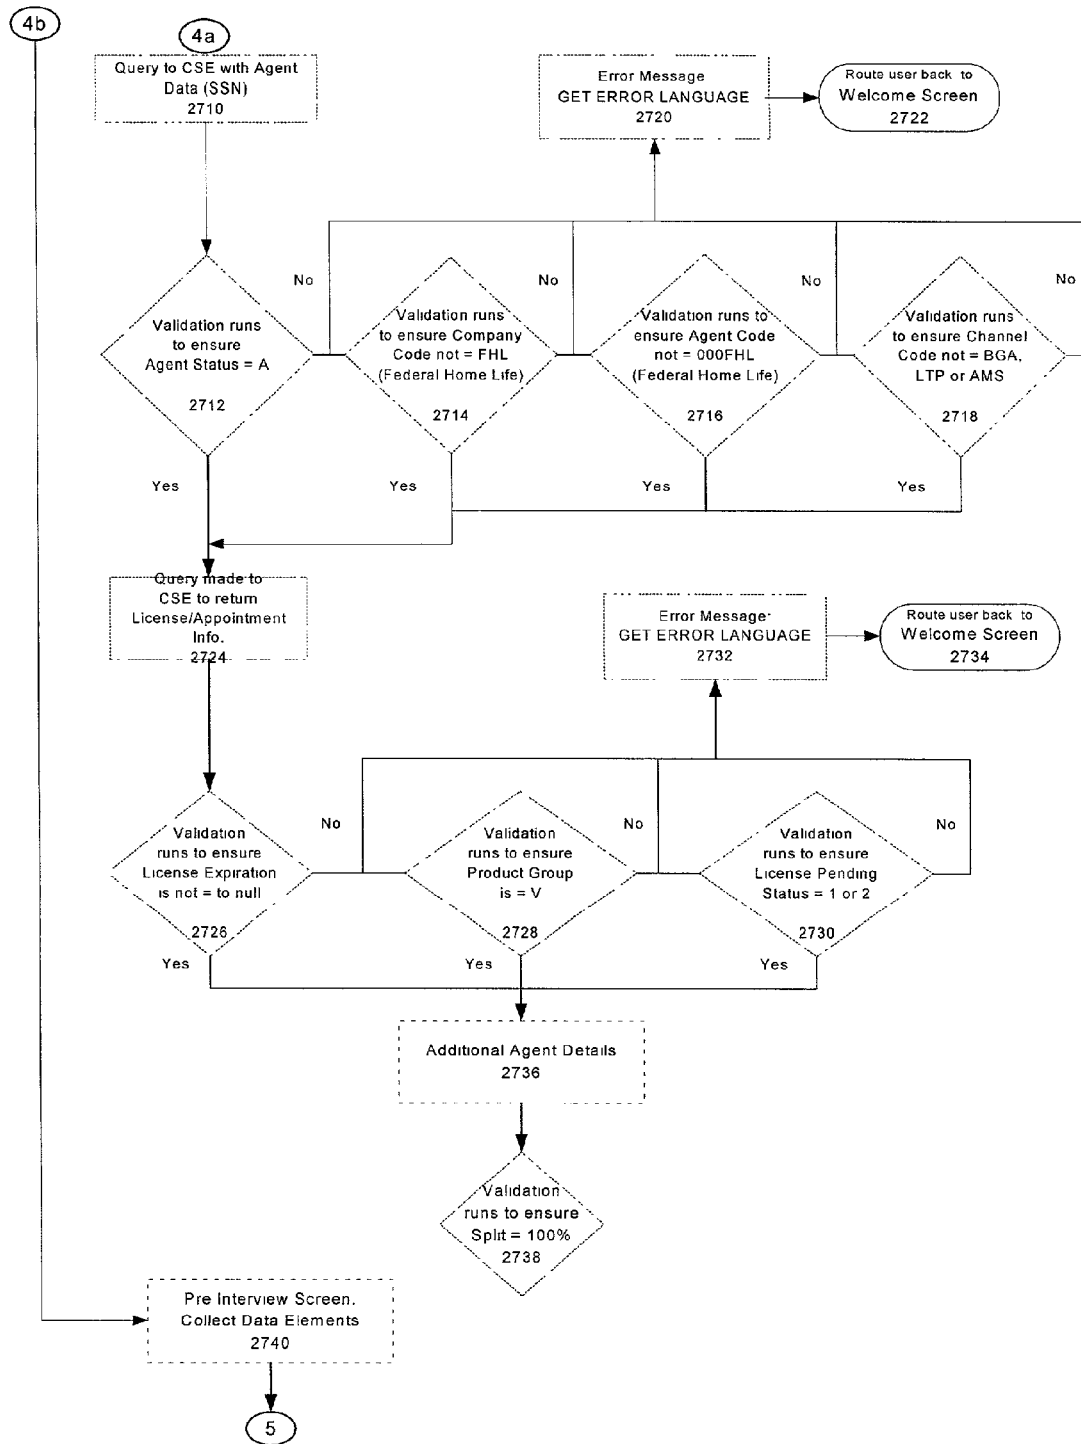 4b
4a
Query to CSE with Agent
Data (SSN)
2710
Error Message
GET ERROR LANGUAGE
2720
Route user back to
Welcome Screen
2722
No
No
No
No
Validation runs
to ensure
Agent Status = A
2712
Validation runs
to ensure Company
Code not = FHL
(Federal Home Life)
2714
Validation runs to
ensure Agent Code
not = 000FHL
(Federal Home Life)
2716
Validation runs
to ensure Channel
Code not = BGA,
LTP or AMS
2718
Yes
Yes
Yes
Yes
Query made to
CSE to return
License/Appointment
Info.
2724
Error Message:
GET ERROR LANGUAGE
2732
Route user back to
Welcome Screen
2734
No
No
No
Validation
runs to ensure
License Expiration
is not = to null
2726
Validation
runs to ensure
Product Group
is = V
2728
Validation
runs to ensure
License Pending
Status = 1 or 2
2730
Yes
Yes
Yes
Additional Agent Details
2736
Validation
runs to ensure
Split = 100%
2738
Pre Interview Screen.
Collect Data Elements
2740
5